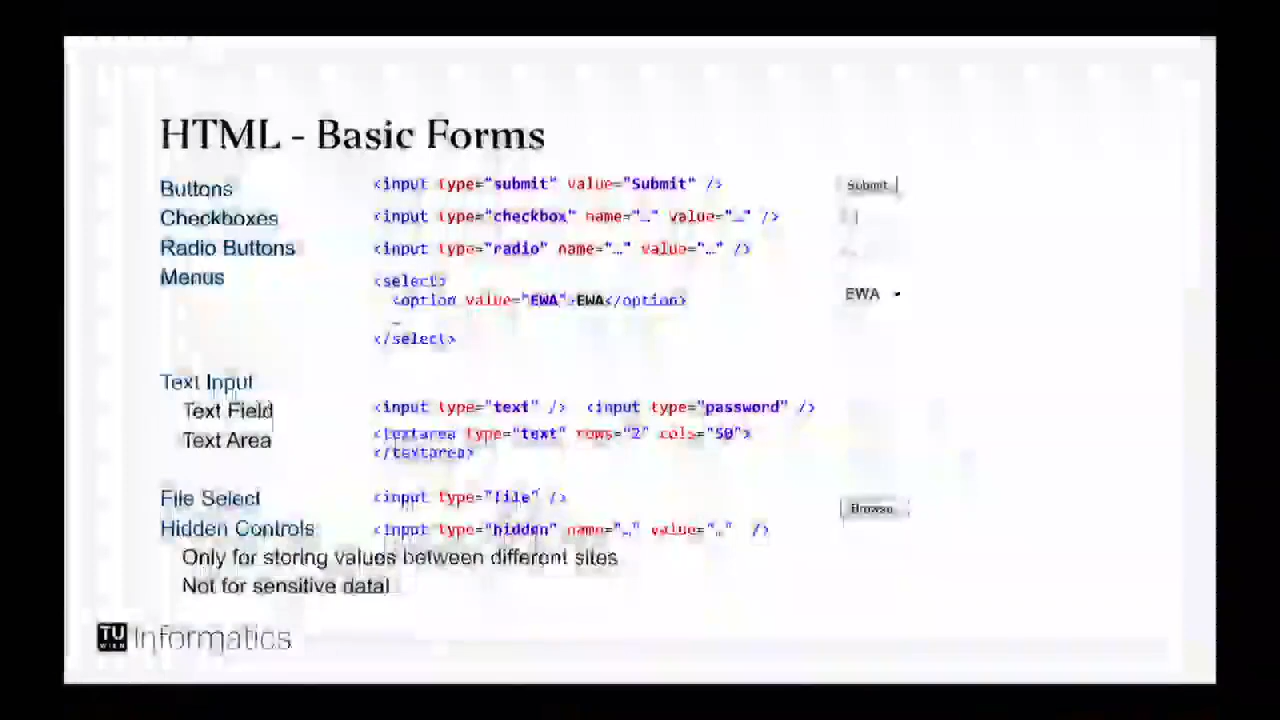 HTML - Basic Forms
Buttons <input type="submit" value="Submit" /> Submit
Checkboxes <input type="checkbox" name="…" value="…" />
Radio Buttons <input type="radio" name="…" value="…" />
Menus <select>
<option value="EWA">EWA</option> EWA
…
</select>
Text Input
Text Field <input type="text" /> <input type="password" />
Text Area <textarea type="text" rows="2" cols="50">
</textarea>
File Select <input type="file" />
Browse
Hidden Controls <input type="hidden" name="…" value="…" />
Only for storing values between different sites
Not for sensitive data!
TU WIEN Informatics